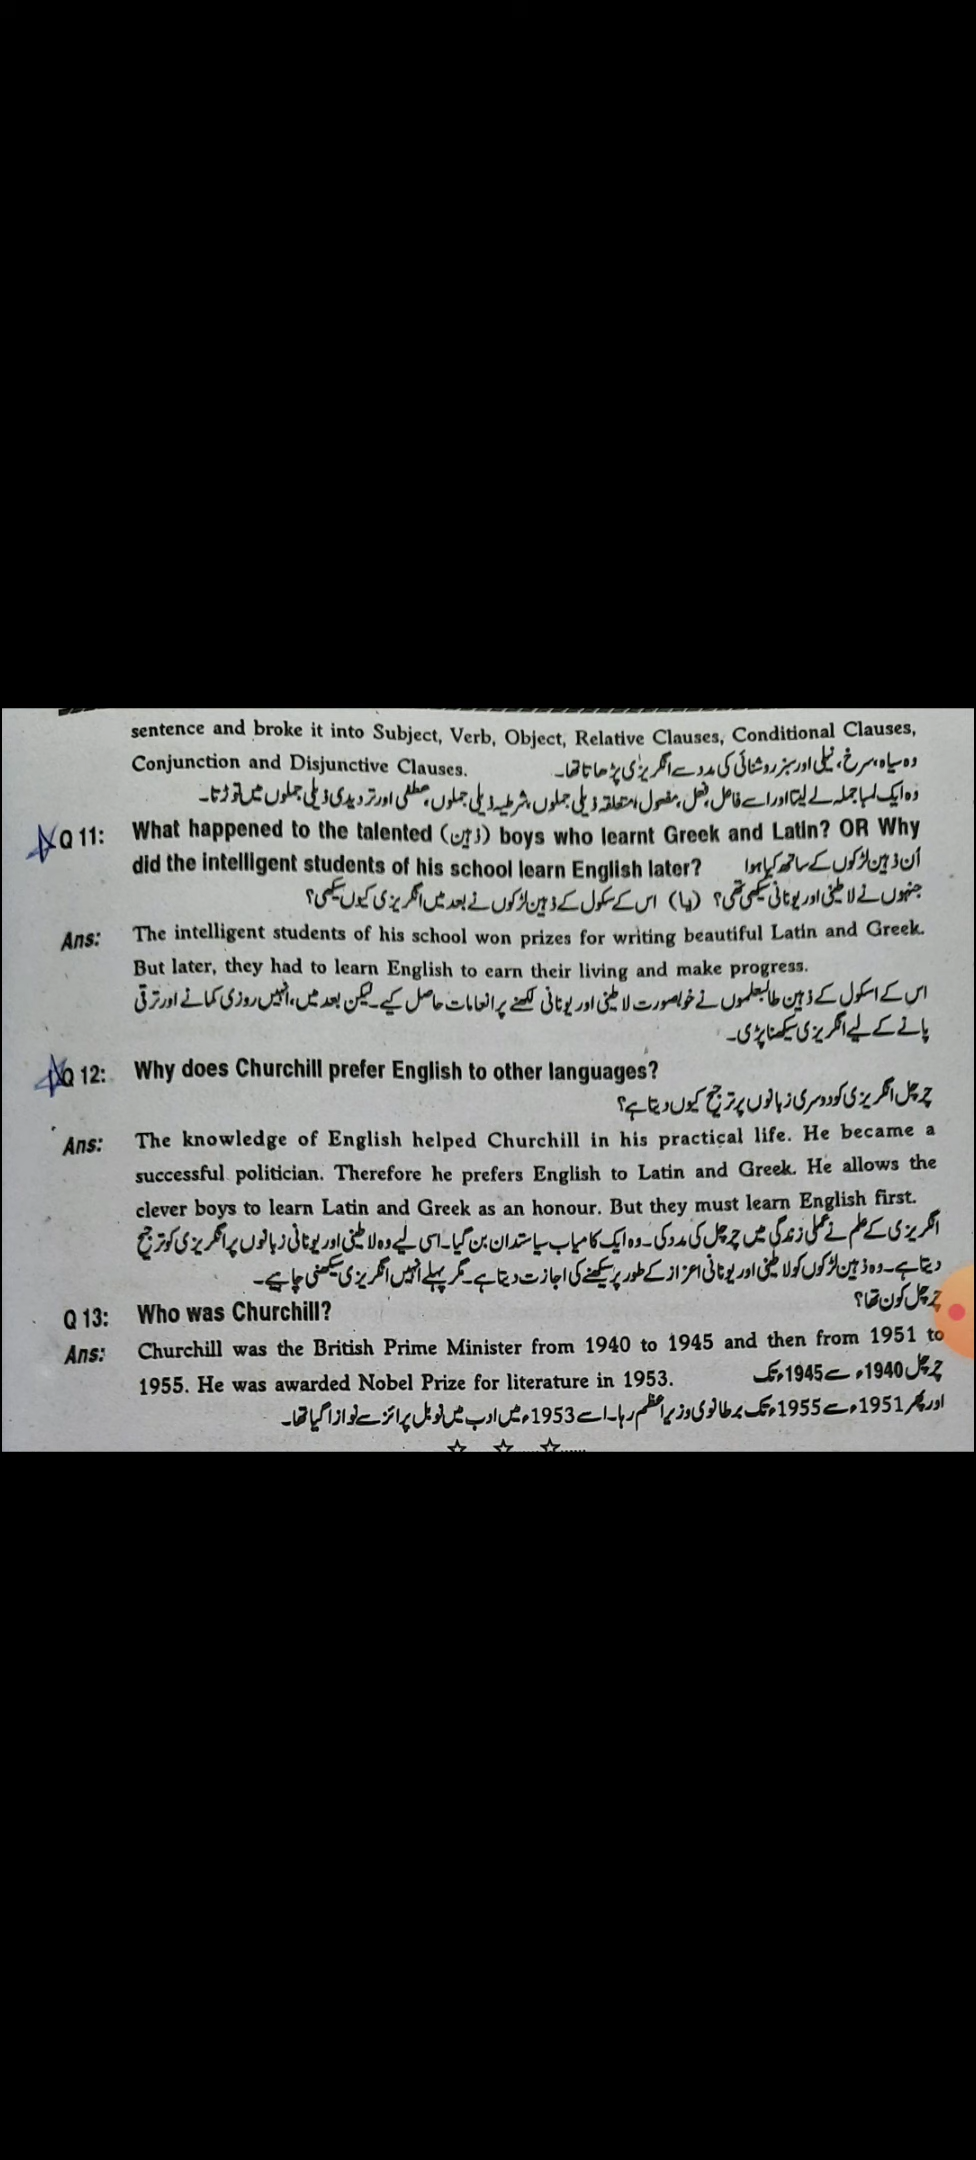 sentence and broke it into Subject, Verb, Object, Relative Clauses, Conditional Clauses,
Conjunction and Disjunctive Clauses. وہ سیاہ، سرخ، نیلی اور سبز روشنائی کی مدد سے انگریزی پڑھاتا تھا۔
وہ ایک لمبا جملہ لے لیتا اور اسے فاعل، فعل، مفعول، متعلقہ ذیلی جملوں، شرطیہ ذیلی جملوں، عطفی اور تردیدی ذیلی جملوں میں توڑتا۔
Q 11: What happened to the talented (ذہین) boys who learnt Greek and Latin? OR Why
did the intelligent students of his school learn English later? اُن ذہین لڑکوں کے ساتھ کیا ہوا
جنہوں نے لاطینی اور یونانی سیکھی تھی؟ (یا) اس کے سکول کے ذہین لڑکوں نے بعد میں انگریزی کیوں سیکھی؟
Ans: The intelligent students of his school won prizes for writing beautiful Latin and Greek.
But later, they had to learn English to earn their living and make progress.
اس کے اسکول کے ذہین طالبعلموں نے خوبصورت لاطینی اور یونانی لکھنے پر انعامات حاصل کیے۔ لیکن بعد میں، انہیں روزی کمانے اور ترقی
پانے کے لیے انگریزی سیکھنا پڑی۔
Q 12: Why does Churchill prefer English to other languages?
چرچل انگریزی کو دوسری زبانوں پر ترجیح کیوں دیتا ہے؟
Ans: The knowledge of English helped Churchill in his practical life. He became a
successful politician. Therefore he prefers English to Latin and Greek. He allows the
clever boys to learn Latin and Greek as an honour. But they must learn English first.
انگریزی کے علم نے عملی زندگی میں چرچل کی مدد کی۔ وہ ایک کامیاب سیاستدان بن گیا۔ اسی لیے وہ لاطینی اور یونانی زبانوں پر انگریزی کو ترجیح
دیتا ہے۔ وہ ذہین لڑکوں کو لاطینی اور یونانی اعزاز کے طور پر سیکھنے کی اجازت دیتا ہے۔ مگر پہلے انہیں انگریزی سیکھنی چاہیے۔
Q 13: Who was Churchill? چرچل کون تھا؟
Ans: Churchill was the British Prime Minister from 1940 to 1945 and then from 1951 to
1955. He was awarded Nobel Prize for literature in 1953. چرچل 1940ء سے 1945ء تک
اور پھر 1951ء سے 1955ء تک برطانوی وزیراعظم رہا۔ اسے 1953ء میں ادب میں نوبل پرائز سے نوازا گیا تھا۔